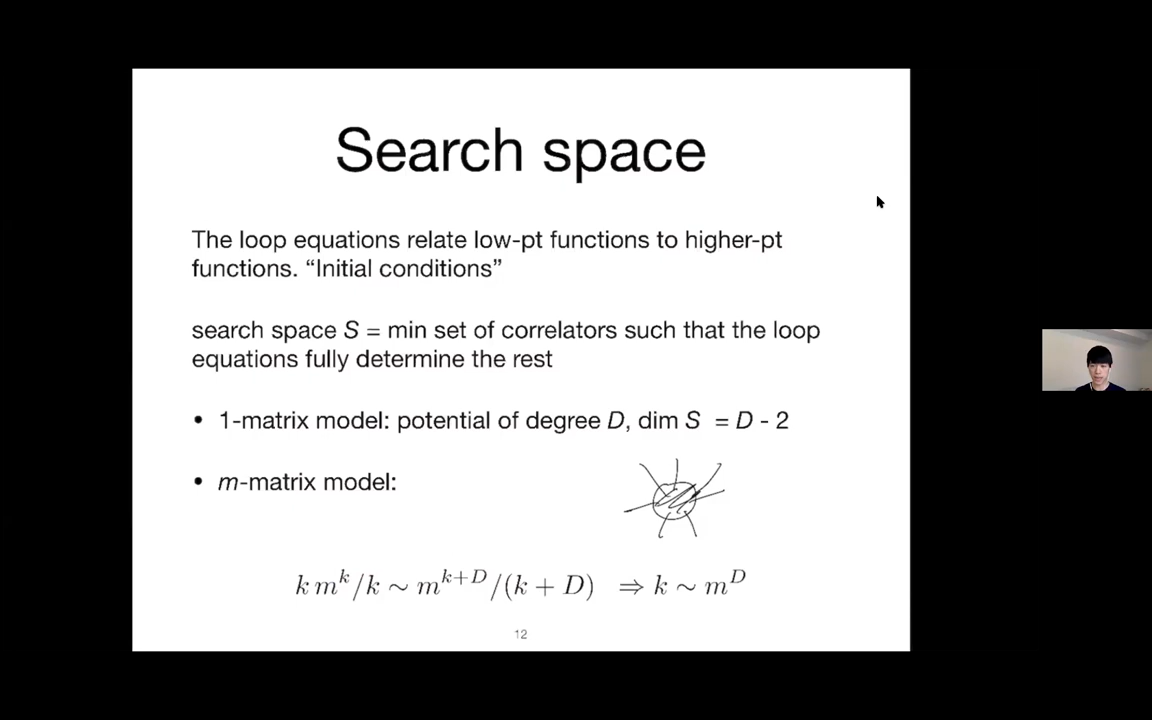 Search space
The loop equations relate low-pt functions to higher-pt
functions. “Initial conditions”
search space S = min set of correlators such that the loop
equations fully determine the rest
• 1-matrix model: potential of degree D, dim S = D - 2
• m-matrix model:
k m^k/k ∼ m^{k+D}/(k + D) ⇒ k ∼ m^D
12